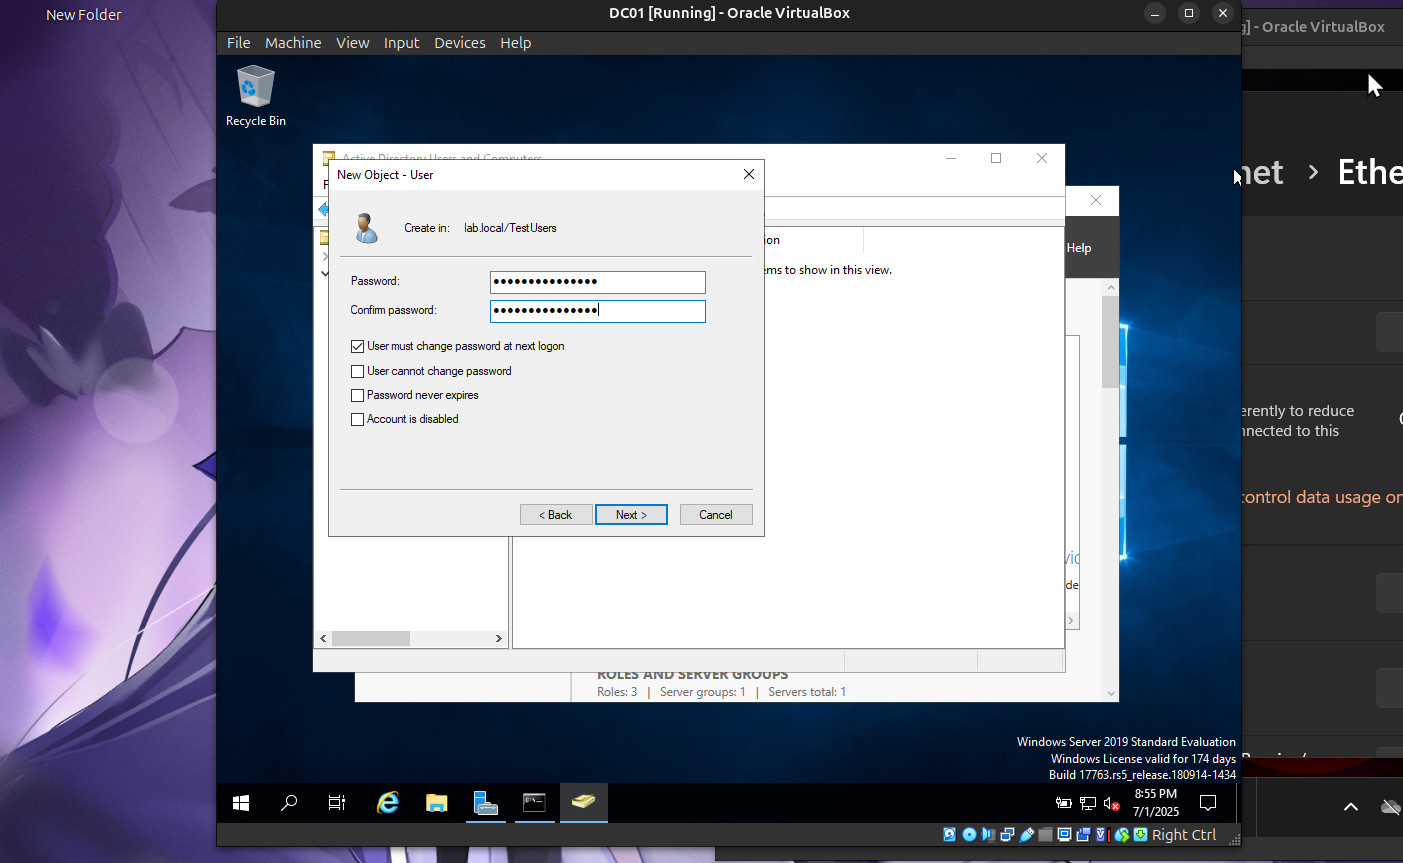 New Folder
DC01 [Running] - Oracle VirtualBox
File Machine View Input Devices Help
g] - Oracle VirtualBox
Recycle Bin
Active Directory Users and Computers
New Object - User
F
Create in: lab.local/TestUsers
Password: •••••••••••••••
Confirm password: •••••••••••••••
User must change password at next logon
User cannot change password
Password never expires
Account is disabled
< Back Next > Cancel
ion
ems to show in this view.
Help
net > Ethe
erently to reduce
nnected to this
control data usage on
vic
de
ROLES AND SERVER GROUPS
Roles: 3 | Server groups: 1 | Servers total: 1
Windows Server 2019 Standard Evaluation
Windows License valid for 174 days
Build 17763.rs5_release.180914-1434
8:55 PM
7/1/2025
Right Ctrl